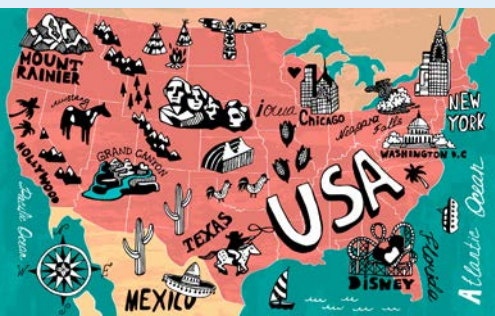 MOUNT
RAINIER
mustang
HOLLYWOOD
Pacific Ocean
GRAND CANYON
iowa
CHICAGO
Niagara
Falls
NEW
YORK
WASHINGTON D.C
USA
TEXAS
MEXICO
DISNEY
Florida
Atlantic Ocean